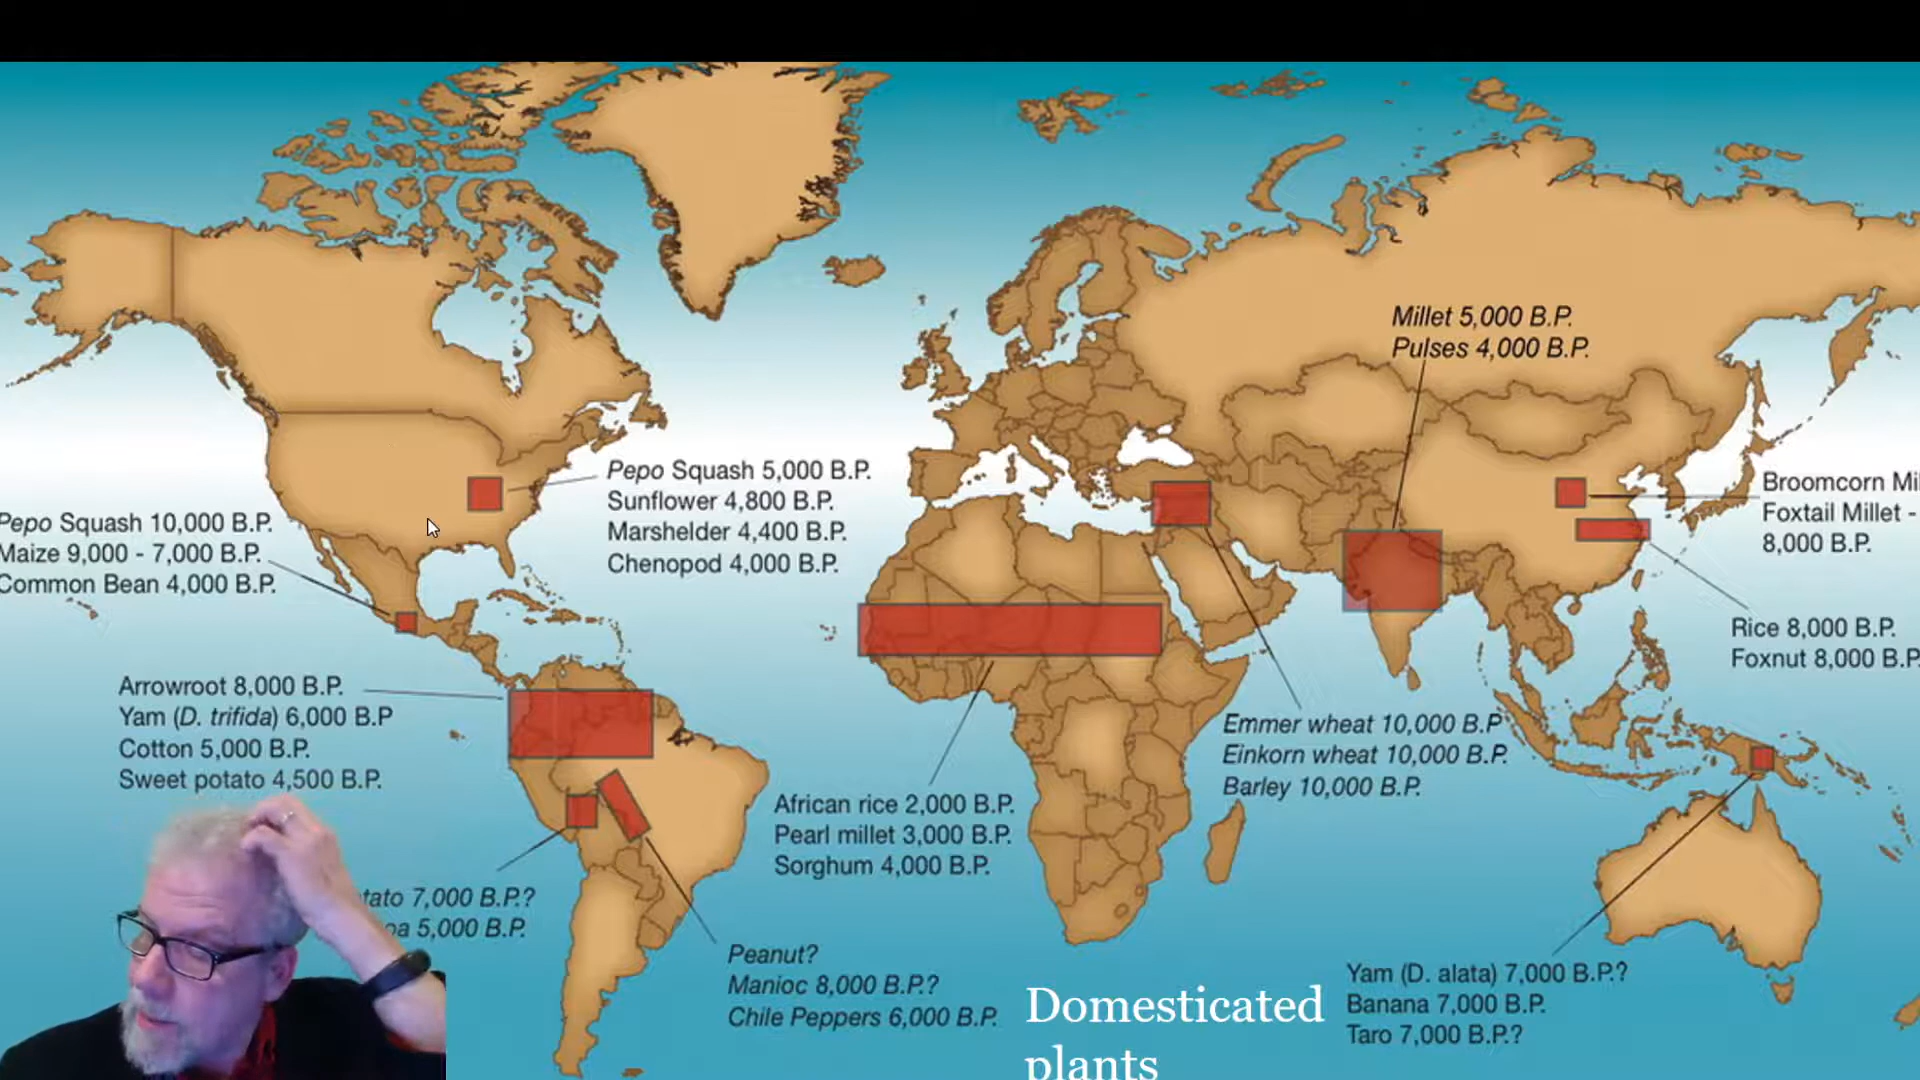 Millet 5,000 B.P.
Pulses 4,000 B.P.
Pepo Squash 5,000 B.P.
Sunflower 4,800 B.P.
Marshelder 4,400 B.P.
Chenopod 4,000 B.P.
Pepo Squash 10,000 B.P.
Maize 9,000 - 7,000 B.P.
Common Bean 4,000 B.P.
Broomcorn Mi
Foxtail Millet -
8,000 B.P.
Rice 8,000 B.P.
Foxnut 8,000 B.P.
Arrowroot 8,000 B.P.
Yam (D. trifida) 6,000 B.P
Cotton 5,000 B.P.
Sweet potato 4,500 B.P.
Emmer wheat 10,000 B.P
Einkorn wheat 10,000 B.P.
Barley 10,000 B.P.
African rice 2,000 B.P.
Pearl millet 3,000 B.P.
Sorghum 4,000 B.P.
tato 7,000 B.P.?
oa 5,000 B.P.
Peanut?
Manioc 8,000 B.P.?
Chile Peppers 6,000 B.P.
Yam (D. alata) 7,000 B.P.?
Banana 7,000 B.P.
Taro 7,000 B.P.?
Domesticated
plants